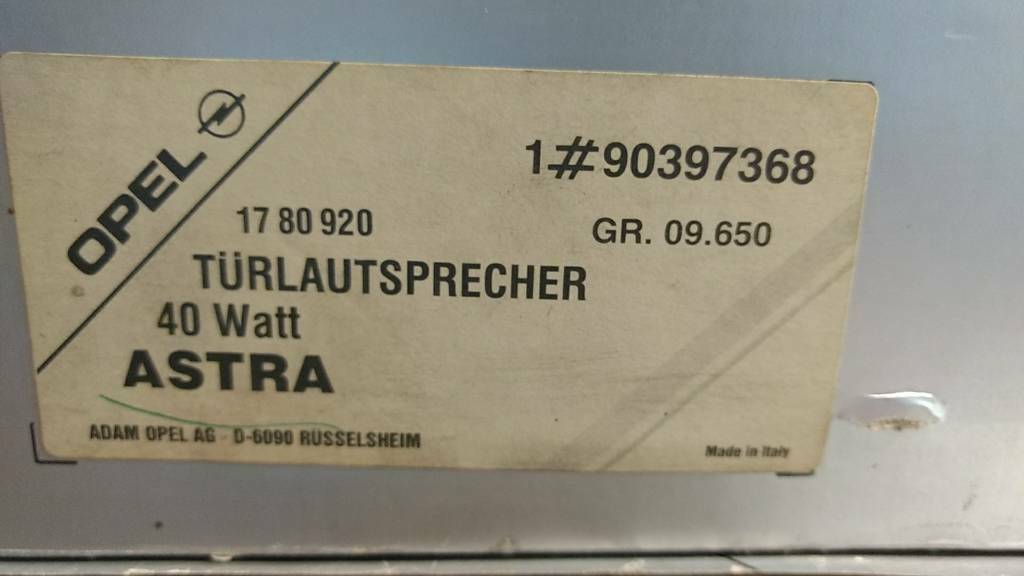 OPEL
1#90397368
17 80 920
GR. 09.650
TÜRLAUTSPRECHER
40 Watt
ASTRA
ADAM OPEL AG - D-6090 RÜSSELSHEIM
Made in Italy